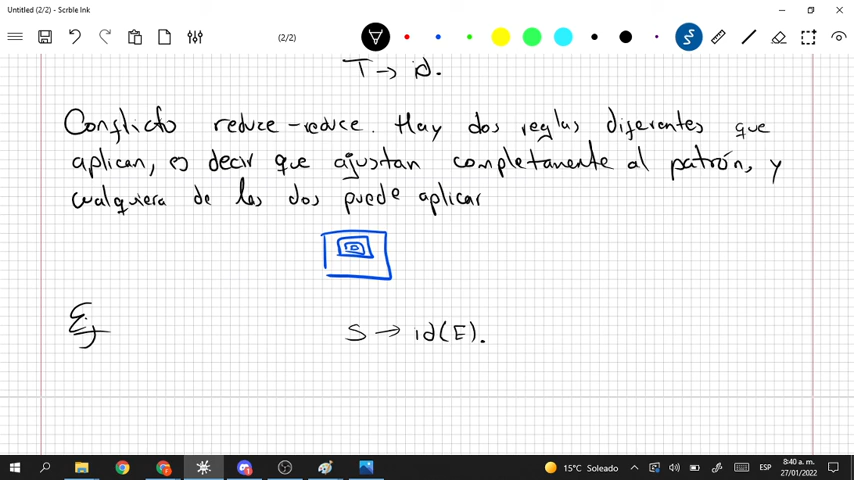 Untitled (2/2) - Scrble Ink
(2/2)
T → id.
Conflicto reduce-reduce. Hay dos reglas diferentes que
aplican, es decir que ajustan completamente al patrón, y
cualquiera de las dos puede aplicar
Ej
S → id(E).
15°C Soleado
ESP
8:40 a. m.
27/01/2022